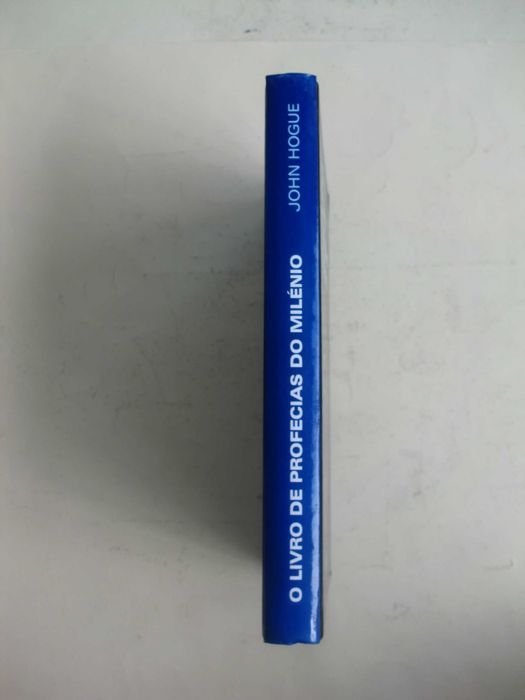 O LIVRO DE PROFECIAS DO MILÉNIO
JOHN HOGUE